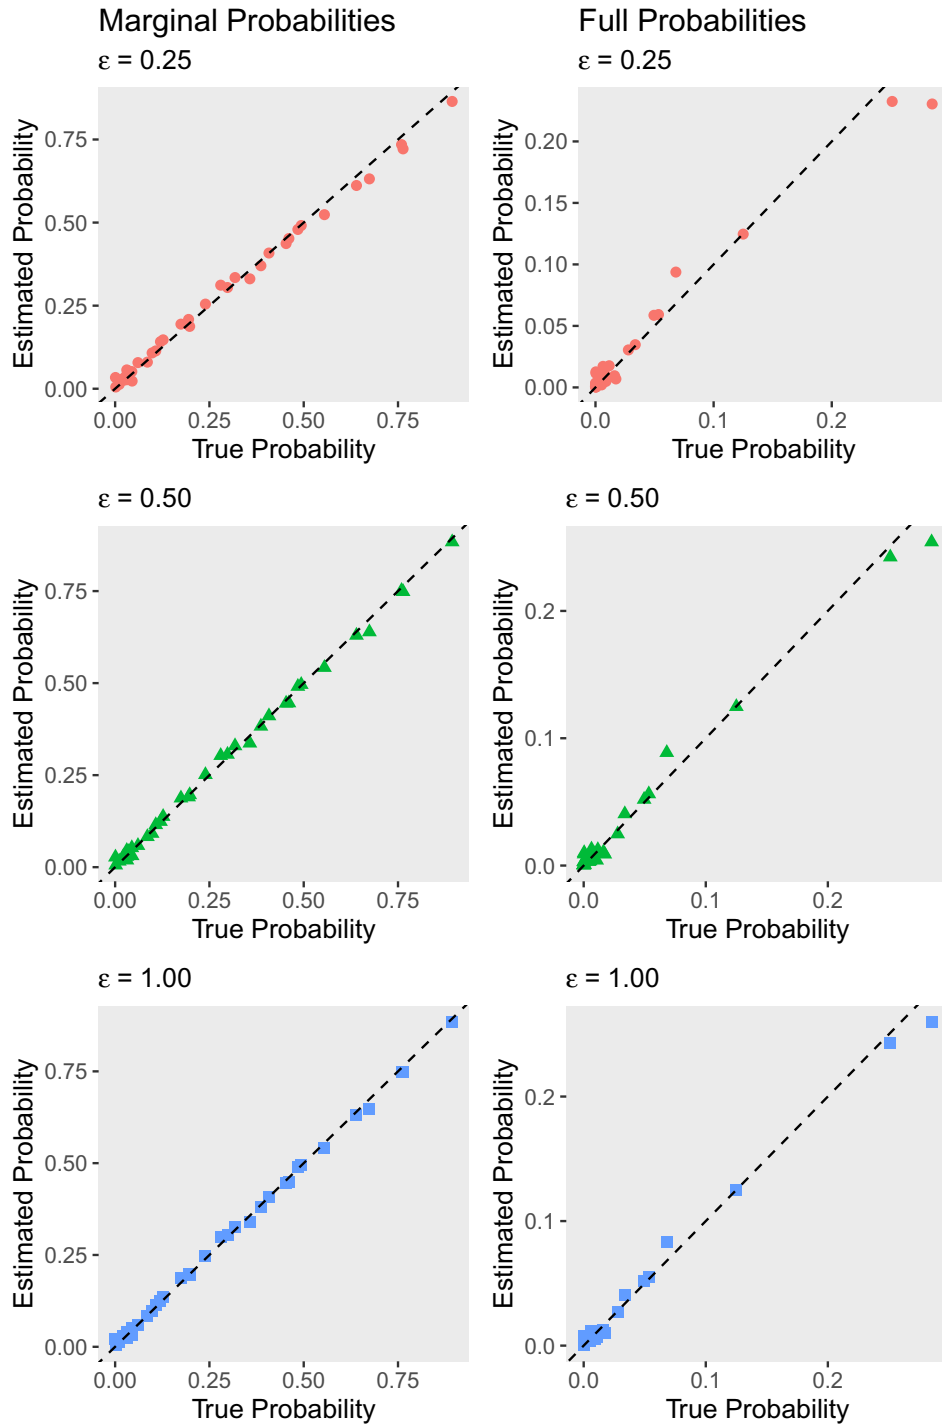 Marginal Probabilities
Full Probabilities
ε = 0.25
ε = 0.25
Estimated Probability
0.75
0.50
0.25
0.00
0.00 0.25 0.50 0.75
True Probability
Estimated Probability
0.20
0.15
0.10
0.05
0.00
0.0 0.1 0.2
True Probability
ε = 0.50
ε = 0.50
Estimated Probability
0.75
0.50
0.25
0.00
0.00 0.25 0.50 0.75
True Probability
Estimated Probability
0.2
0.1
0.0
0.0 0.1 0.2
True Probability
ε = 1.00
ε = 1.00
Estimated Probability
0.75
0.50
0.25
0.00
0.00 0.25 0.50 0.75
True Probability
Estimated Probability
0.2
0.1
0.0
0.0 0.1 0.2
True Probability